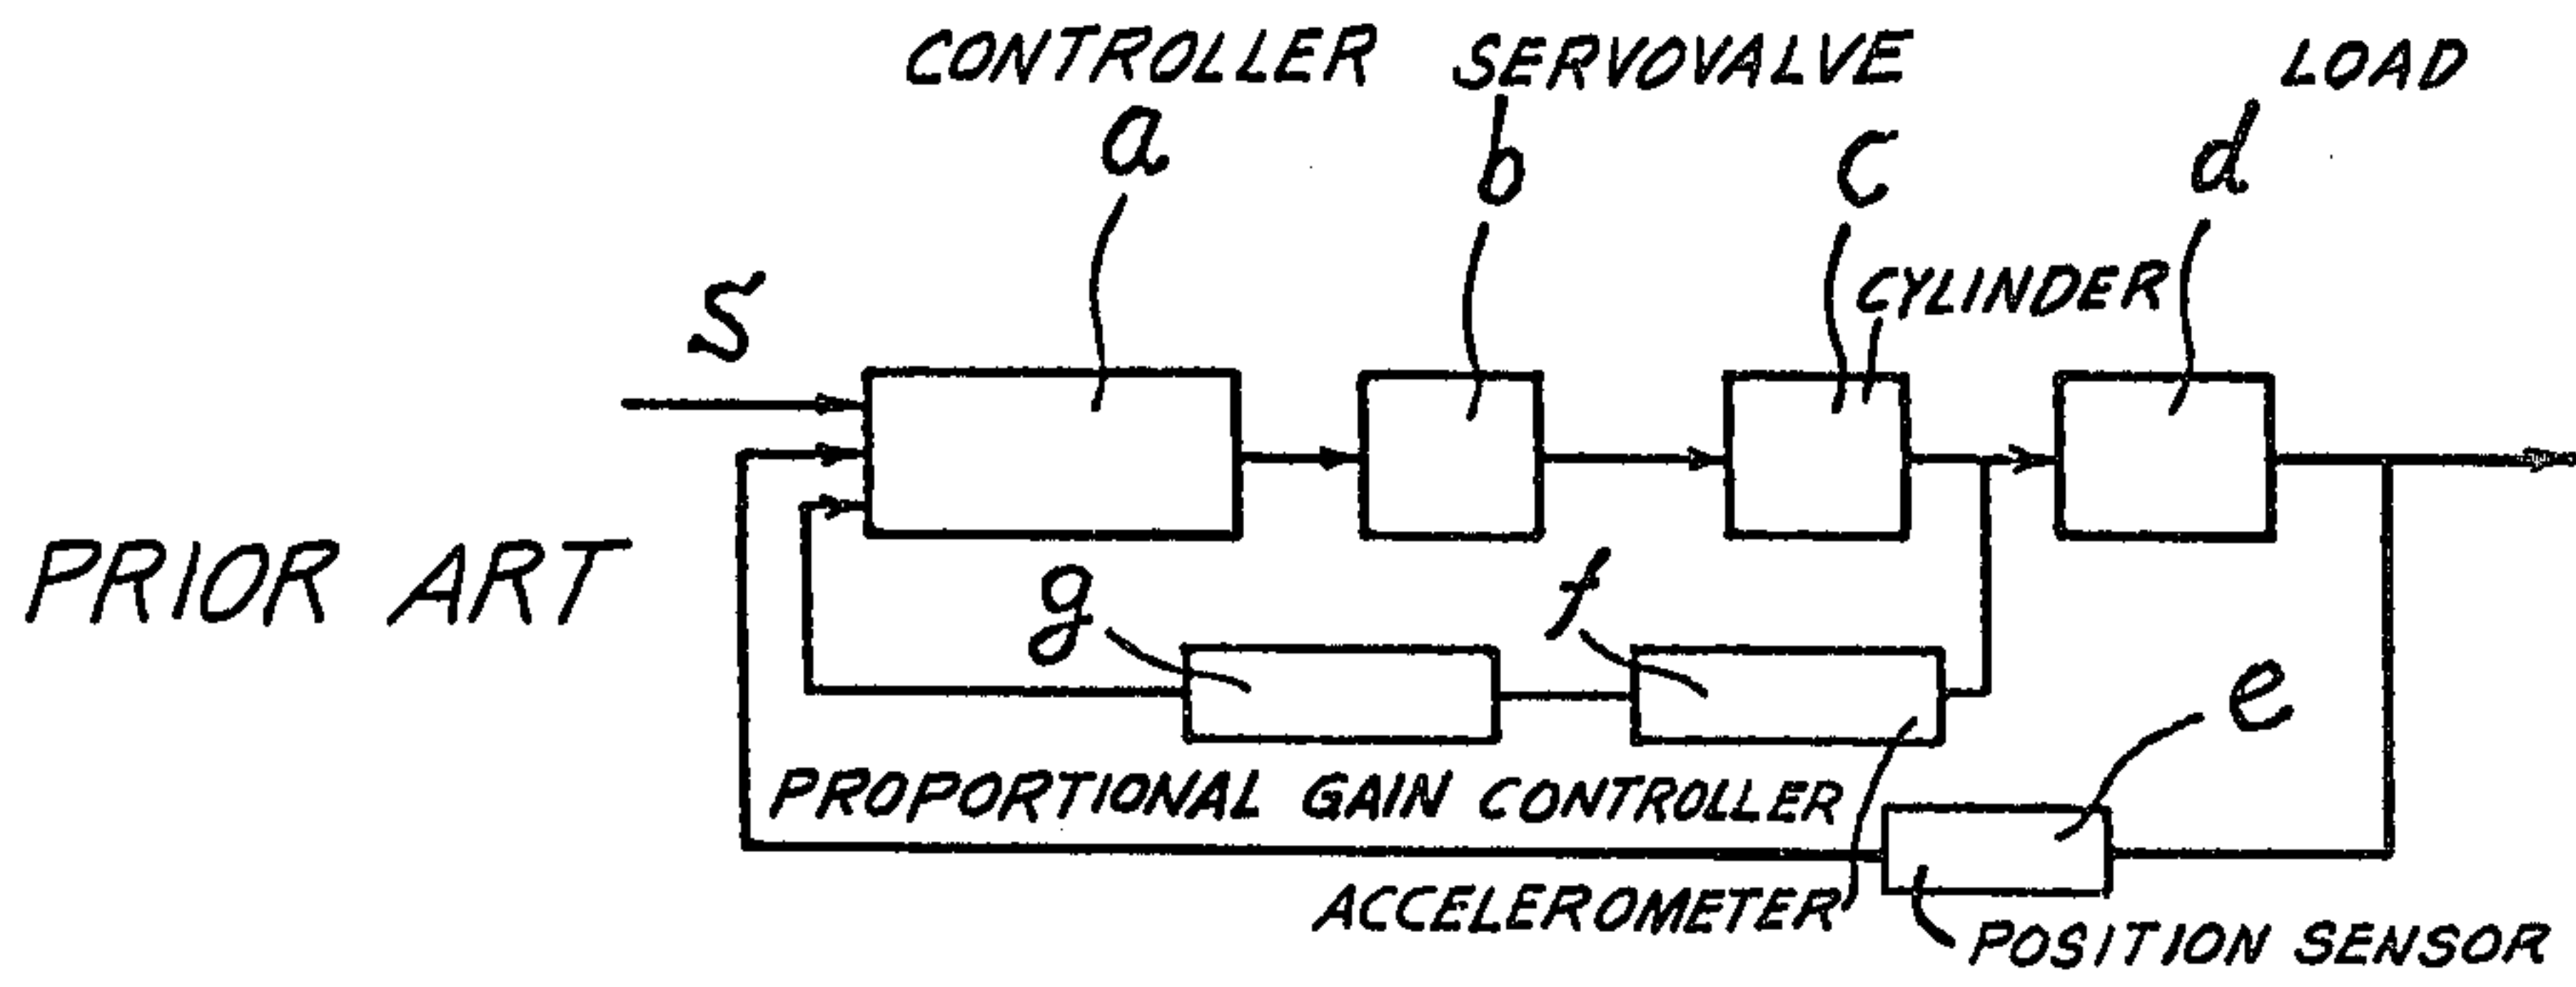 CONTROLLER SERVOVALVE LOAD
a b c d
S
CYLINDER
PRIOR ART
g f
e
PROPORTIONAL GAIN CONTROLLER
ACCELEROMETER
POSITION SENSOR